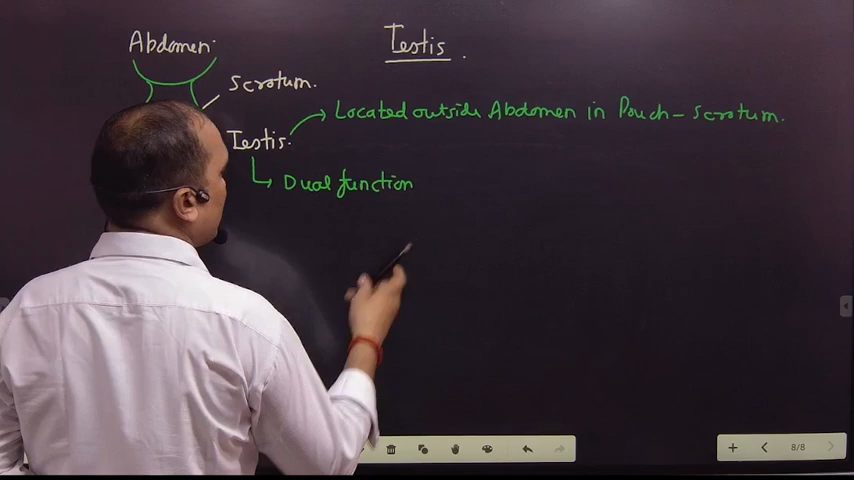 Testis.
Abdomen.
Scrotum.
Testis.
Located outside Abdomen in Pouch - Scrotum.
Dual function
8/8